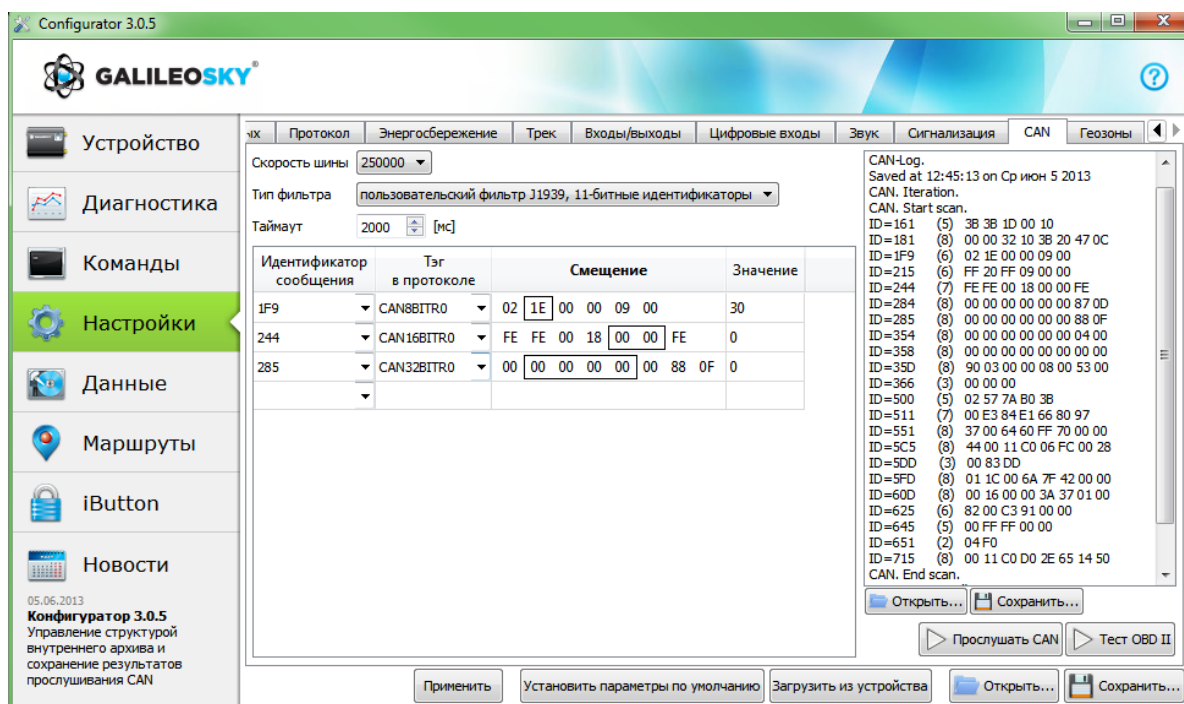 Configurator 3.0.5
GALILEOSKY®
?
Устройство
Диагностика
Команды
Настройки
Данные
Маршруты
iButton
Новости
05.06.2013
Конфигуратор 3.0.5
Управление структурой
внутреннего архива и
сохранение результатов
прослушивания CAN
ых Протокол Энергосбережение Трек Входы/выходы Цифровые входы Звук Сигнализация CAN Геозоны
Скорость шины 250000
Тип фильтра пользовательский фильтр J1939, 11-битные идентификаторы
Таймаут 2000 [мс]
Идентификатор сообщения Тэг в протоколе Смещение Значение
1F9 CAN8BITR0 02 1E 00 00 09 00 30
244 CAN16BITR0 FE FE 00 18 00 00 FE 0
285 CAN32BITR0 00 00 00 00 00 00 88 0F 0
CAN-Log.
Saved at 12:45:13 on Ср июн 5 2013
CAN. Iteration.
CAN. Start scan.
ID=161 (5) 3B 3B 1D 00 10
ID=181 (8) 00 00 32 10 3B 20 47 0C
ID=1F9 (6) 02 1E 00 00 09 00
ID=215 (6) FF 20 FF 09 00 00
ID=244 (7) FE FE 00 18 00 00 FE
ID=284 (8) 00 00 00 00 00 00 87 0D
ID=285 (8) 00 00 00 00 00 00 88 0F
ID=354 (8) 00 00 00 00 00 00 04 00
ID=358 (8) 00 00 00 00 00 00 00 00
ID=35D (8) 90 03 00 00 08 00 53 00
ID=366 (3) 00 00 00
ID=500 (5) 02 57 7A B0 3B
ID=511 (7) 00 E3 84 E1 66 80 97
ID=551 (8) 37 00 64 60 FF 70 00 00
ID=5C5 (8) 44 00 11 C0 06 FC 00 28
ID=5DD (3) 00 83 DD
ID=5FD (8) 01 1C 00 6A 7F 42 00 00
ID=60D (8) 00 16 00 00 3A 37 01 00
ID=625 (6) 82 00 C3 91 00 00
ID=645 (5) 00 FF FF 00 00
ID=651 (2) 04 F0
ID=715 (8) 00 11 C0 D0 2E 65 14 50
CAN. End scan.
Открыть... Сохранить...
Прослушать CAN Тест OBD II
Применить Установить параметры по умолчанию Загрузить из устройства Открыть... Сохранить...